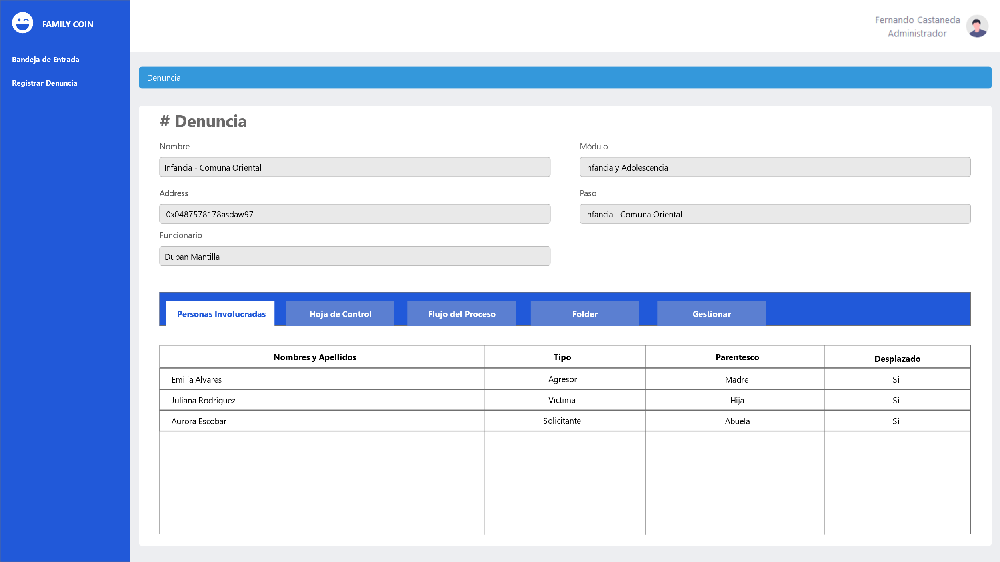 FAMILY COIN
Bandeja de Entrada
Registrar Denuncia
Fernando Castaneda
Administrador
Denuncia
# Denuncia
Nombre
Módulo
Infancia - Comuna Oriental
Infancia y Adolescencia
Address
Paso
0x0487578178asdaw97...
Infancia - Comuna Oriental
Funcionario
Duban Mantilla
Personas Involucradas
Hoja de Control
Flujo del Proceso
Folder
Gestionar
Nombres y Apellidos Tipo Parentesco Desplazado
Emilia Alvares Agresor Madre Si
Juliana Rodriguez Victima Hija Si
Aurora Escobar Solicitante Abuela Si